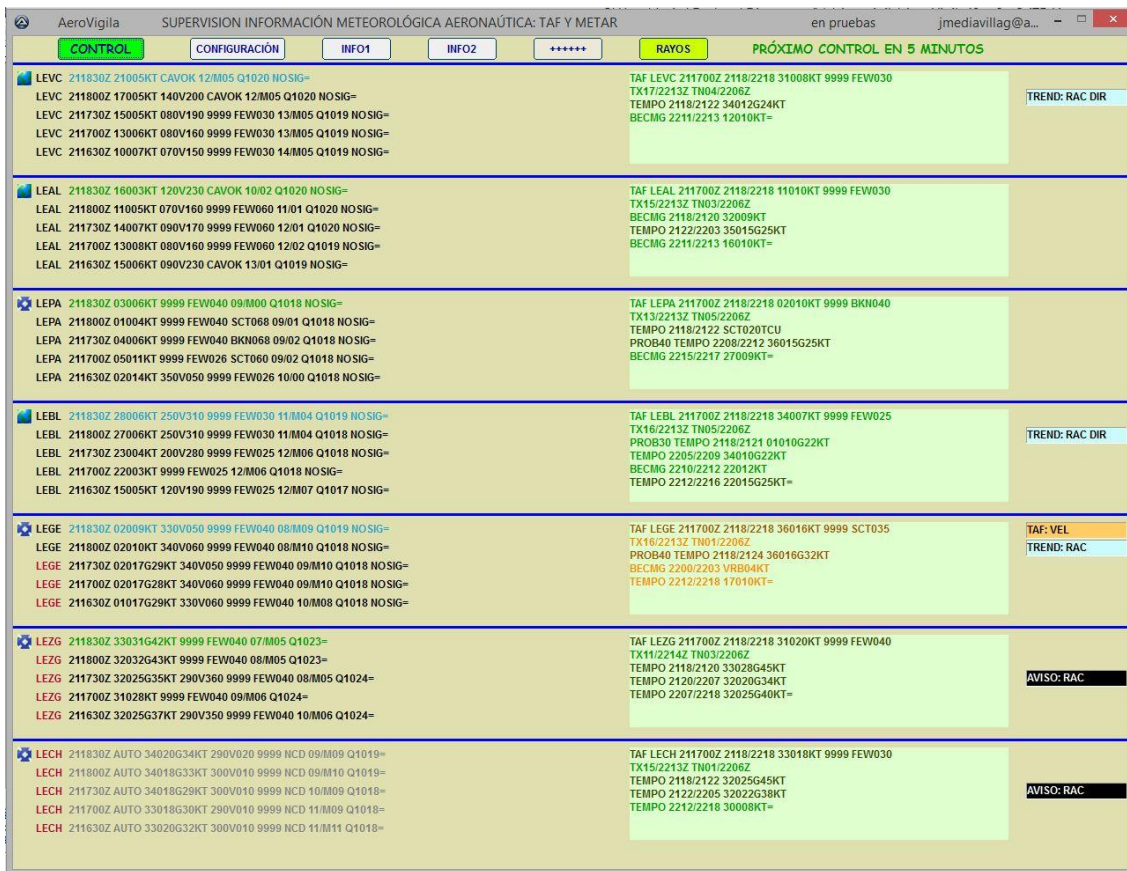 AeroVigila SUPERVISION INFORMACIÓN METEOROLÓGICA AERONAÚTICA: TAF Y METAR en pruebas jmediavillag@a...
CONTROL CONFIGURACIÓN INFO1 INFO2 ++++++ RAYOS PRÓXIMO CONTROL EN 5 MINUTOS
LEVC 211830Z 21005KT CAVOK 12/M05 Q1020 NOSIG=
LEVC 211800Z 17005KT 140V200 CAVOK 12/M05 Q1020 NOSIG=
LEVC 211730Z 15005KT 080V190 9999 FEW030 13/M05 Q1019 NOSIG=
LEVC 211700Z 13006KT 080V160 9999 FEW030 13/M05 Q1019 NOSIG=
LEVC 211630Z 10007KT 070V150 9999 FEW030 14/M05 Q1019 NOSIG=
TAF LEVC 211700Z 2118/2218 31008KT 9999 FEW030
TX17/2213Z TN04/2206Z
TEMPO 2118/2122 34012G24KT
BECMG 2211/2213 12010KT=
TREND: RAC DIR
LEAL 211830Z 16003KT 120V230 CAVOK 10/02 Q1020 NOSIG=
LEAL 211800Z 11005KT 070V160 9999 FEW060 11/01 Q1020 NOSIG=
LEAL 211730Z 14007KT 090V170 9999 FEW060 12/01 Q1020 NOSIG=
LEAL 211700Z 13008KT 080V160 9999 FEW060 12/02 Q1019 NOSIG=
LEAL 211630Z 15006KT 090V230 CAVOK 13/01 Q1019 NOSIG=
TAF LEAL 211700Z 2118/2218 11010KT 9999 FEW030
TX15/2213Z TN03/2206Z
BECMG 2118/2120 32009KT
TEMPO 2122/2203 35015G25KT
BECMG 2211/2213 16010KT=
LEPA 211830Z 03006KT 9999 FEW040 09/M00 Q1018 NOSIG=
LEPA 211800Z 01004KT 9999 FEW040 SCT068 09/01 Q1018 NOSIG=
LEPA 211730Z 04006KT 9999 FEW040 BKN068 09/02 Q1018 NOSIG=
LEPA 211700Z 05011KT 9999 FEW026 SCT060 09/02 Q1018 NOSIG=
LEPA 211630Z 02014KT 350V050 9999 FEW026 10/00 Q1018 NOSIG=
TAF LEPA 211700Z 2118/2218 02010KT 9999 BKN040
TX13/2213Z TN05/2206Z
TEMPO 2118/2122 SCT020TCU
PROB40 TEMPO 2208/2212 36015G25KT
BECMG 2215/2217 27009KT=
LEBL 211830Z 28006KT 250V310 9999 FEW030 11/M04 Q1019 NOSIG=
LEBL 211800Z 27006KT 250V310 9999 FEW030 11/M04 Q1018 NOSIG=
LEBL 211730Z 23004KT 200V280 9999 FEW025 12/M06 Q1018 NOSIG=
LEBL 211700Z 22003KT 9999 FEW025 12/M06 Q1018 NOSIG=
LEBL 211630Z 15005KT 120V190 9999 FEW025 12/M07 Q1017 NOSIG=
TAF LEBL 211700Z 2118/2218 34007KT 9999 FEW025
TX16/2213Z TN05/2206Z
PROB30 TEMPO 2118/2121 01010G22KT
TEMPO 2205/2209 34010G22KT
BECMG 2210/2212 22012KT
TEMPO 2212/2216 22015G25KT=
TREND: RAC DIR
LEGE 211830Z 02009KT 330V050 9999 FEW040 08/M09 Q1019 NOSIG=
LEGE 211800Z 02010KT 340V060 9999 FEW040 08/M10 Q1018 NOSIG=
LEGE 211730Z 02017G29KT 340V050 9999 FEW040 09/M10 Q1018 NOSIG=
LEGE 211700Z 02017G28KT 340V060 9999 FEW040 09/M10 Q1018 NOSIG=
LEGE 211630Z 01017G29KT 330V060 9999 FEW040 10/M08 Q1018 NOSIG=
TAF LEGE 211700Z 2118/2218 36016KT 9999 SCT035
TX16/2213Z TN01/2206Z
PROB40 TEMPO 2118/2124 36016G32KT
BECMG 2200/2203 VRB04KT
TEMPO 2212/2218 17010KT=
TAF: VEL
TREND: RAC
LEZG 211830Z 33031G42KT 9999 FEW040 07/M05 Q1023=
LEZG 211800Z 32032G43KT 9999 FEW040 08/M05 Q1023=
LEZG 211730Z 32025G35KT 290V360 9999 FEW040 08/M05 Q1024=
LEZG 211700Z 31028KT 9999 FEW040 09/M06 Q1024=
LEZG 211630Z 32025G37KT 290V350 9999 FEW040 10/M06 Q1024=
TAF LEZG 211700Z 2118/2218 31020KT 9999 FEW040
TX11/2214Z TN03/2206Z
TEMPO 2118/2120 33028G45KT
TEMPO 2120/2207 32020G34KT
TEMPO 2207/2218 32025G40KT=
AVISO: RAC
LECH 211830Z AUTO 34020G34KT 290V020 9999 NCD 09/M09 Q1019=
LECH 211800Z AUTO 34018G33KT 300V010 9999 NCD 09/M10 Q1019=
LECH 211730Z AUTO 34018G29KT 300V010 9999 NCD 10/M09 Q1018=
LECH 211700Z AUTO 33018G30KT 290V010 9999 NCD 11/M09 Q1018=
LECH 211630Z AUTO 33020G32KT 300V010 9999 NCD 11/M11 Q1018=
TAF LECH 211700Z 2118/2218 33018KT 9999 FEW030
TX15/2213Z TN01/2206Z
TEMPO 2118/2122 32025G45KT
TEMPO 2122/2205 32022G38KT
TEMPO 2212/2218 30008KT=
AVISO: RAC